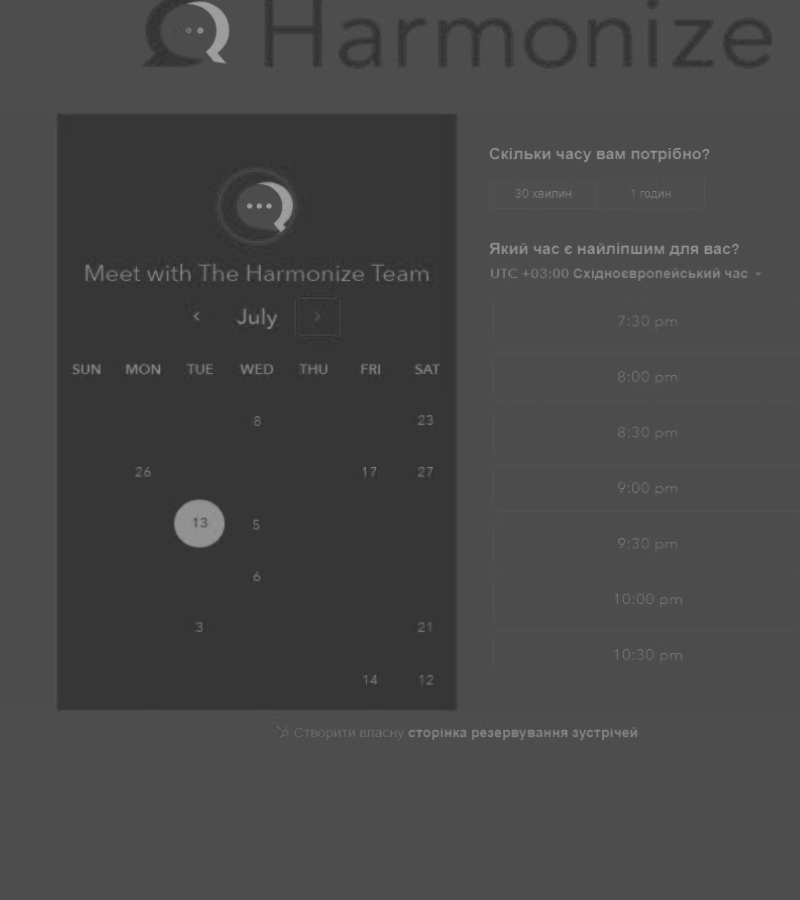 Harmonize
Meet with The Harmonize Team
July
SUN MON TUE WED THU FRI SAT
8 23
26 17 27
13 5
6
3 21
14 12
Скільки часу вам потрібно?
30 хвилин 1 годин
Який час є найліпшим для вас?
UTC +03:00 Східноєвропейський час
7:30 pm
8:00 pm
8:30 pm
9:00 pm
9:30 pm
10:00 pm
10:30 pm
Створити власну сторінка резервування зустрічей